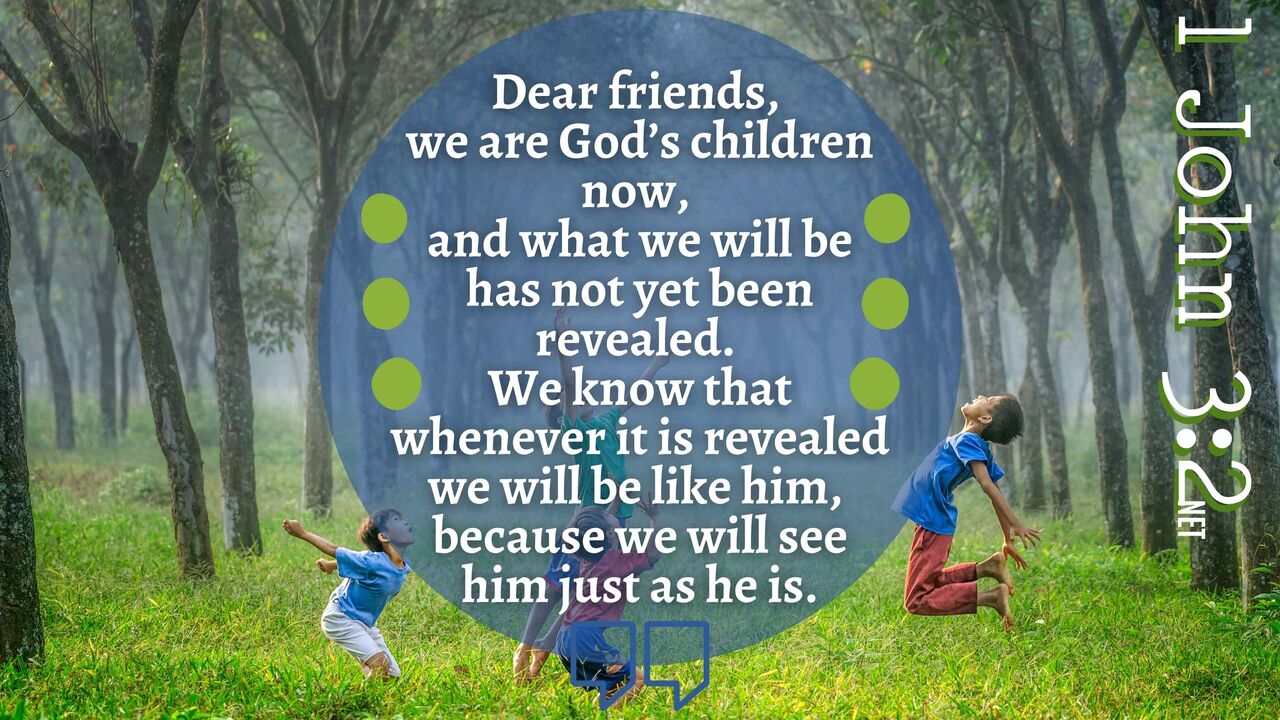 Dear friends,
we are God’s children
now,
and what we will be
has not yet been
revealed.
We know that
whenever it is revealed
we will be like him,
because we will see
him just as he is.
1 John 3:2 NET